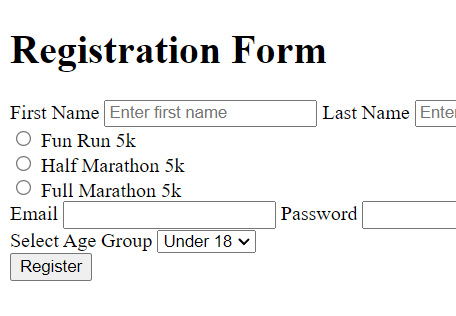 Registration Form
First Name Enter first name Last Name Enter
Fun Run 5k
Half Marathon 5k
Full Marathon 5k
Email Password
Select Age Group Under 18
Register